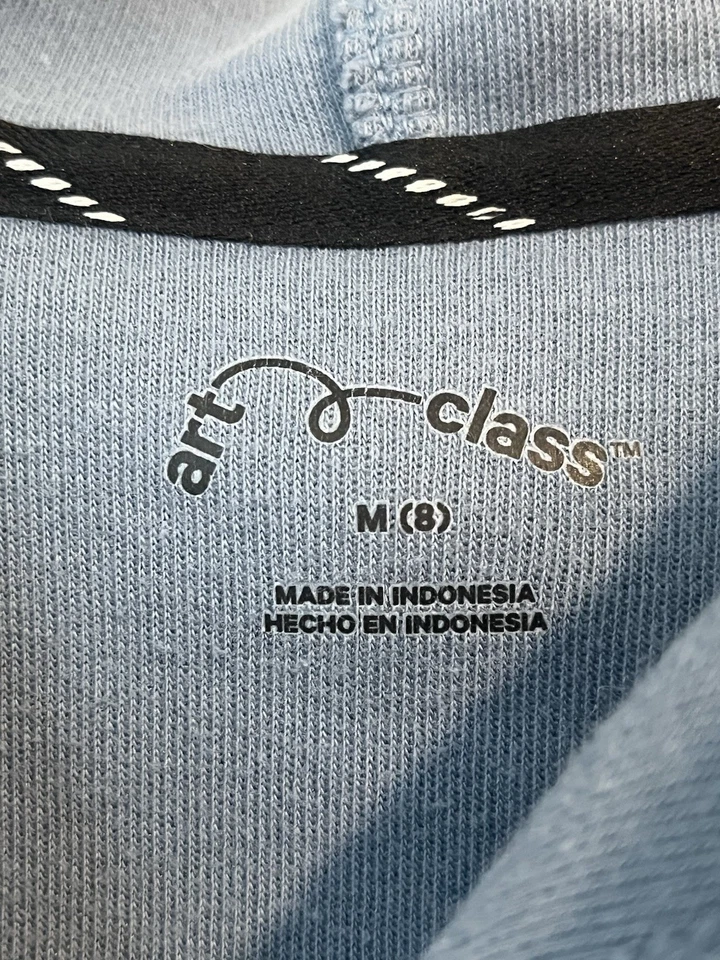 art class™
M (8)
MADE IN INDONESIA
HECHO EN INDONESIA